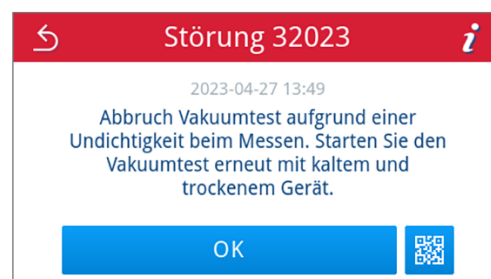 Störung 32023
i
2023-04-27 13:49
Abbruch Vakuumtest aufgrund einer
Undichtigkeit beim Messen. Starten Sie den
Vakuumtest erneut mit kaltem und
trockenem Gerät.
OK